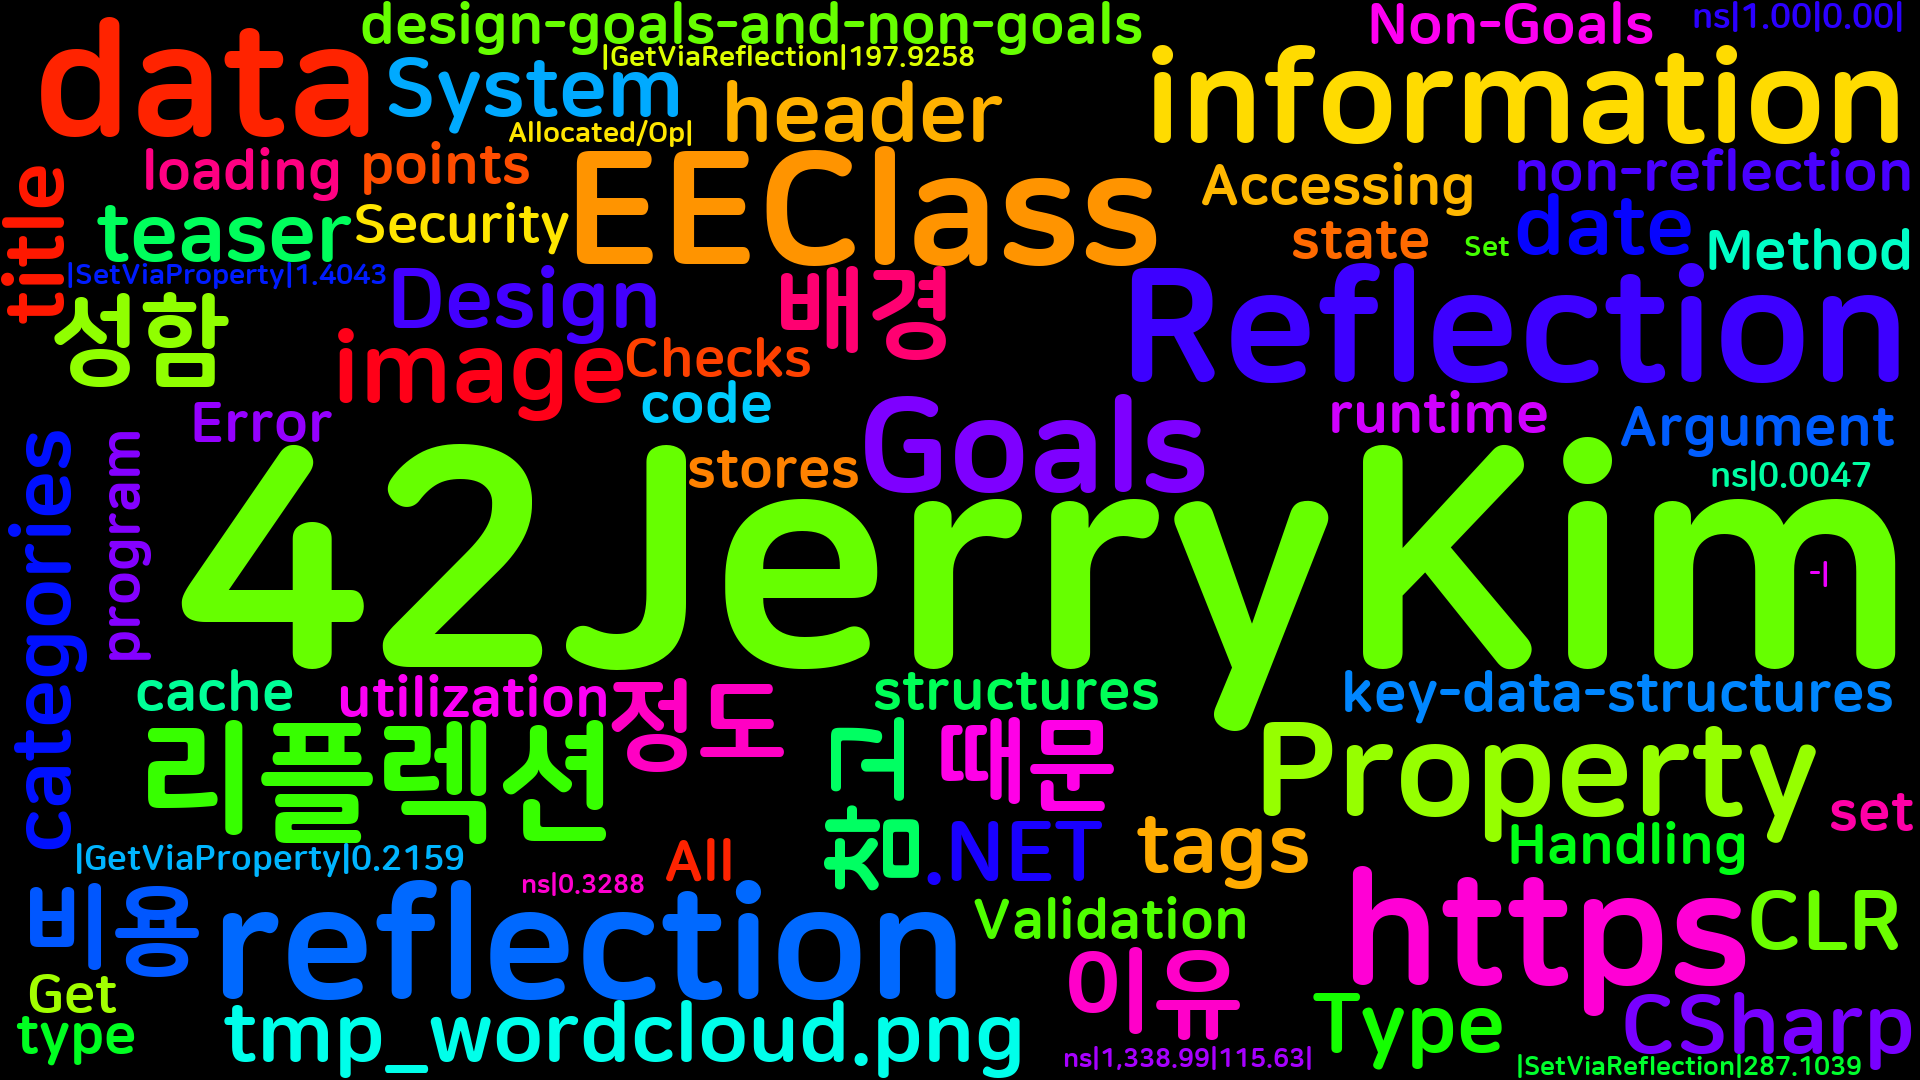 design-goals-and-non-goals
Non-Goals
ns|1.00|0.00|
data
System
|GetViaReflection|197.9258
header
information
Allocated/Op|
loading
points
EEClass
Accessing
non-reflection
title
teaser
Security
state
Set
date
Method
|SetViaProperty|1.4043
성함
Design
배경
Reflection
image
Checks
code
Error
Goals
runtime
Argument
categories
program
stores
ns|0.0047
42JerryKim
-|
cache
utilization
정도
structures
key-data-structures
리플렉션
거
때문
Property
set
|GetViaProperty|0.2159
ns|0.3288
All
참
.NET
tags
Handling
비용
reflection
Validation
이유
https
CLR
Get
type
tmp_wordcloud.png
ns|1,338.99|115.63|
Type
CSharp
|SetViaReflection|287.1039